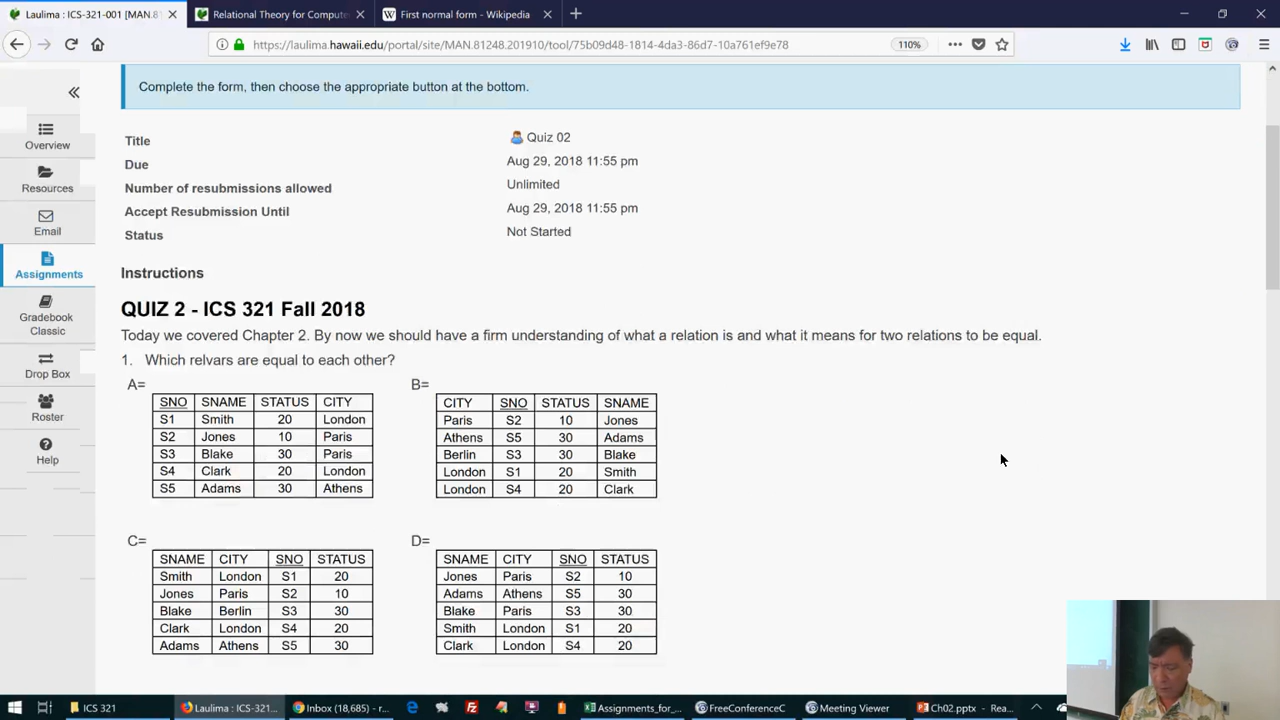 Laulima : ICS-321-001 [MAN.81
Relational Theory for Compute
First normal form - Wikipedia
https://laulima.hawaii.edu/portal/site/MAN.81248.201910/tool/75b09d48-1814-4da3-86d7-10a761ef9e78
110%
Complete the form, then choose the appropriate button at the bottom.
Overview
Resources
Email
Assignments
Gradebook
Classic
Drop Box
Roster
Help
Title Quiz 02
Due Aug 29, 2018 11:55 pm
Number of resubmissions allowed Unlimited
Accept Resubmission Until Aug 29, 2018 11:55 pm
Status Not Started
Instructions
QUIZ 2 - ICS 321 Fall 2018
Today we covered Chapter 2. By now we should have a firm understanding of what a relation is and what it means for two relations to be equal.
1. Which relvars are equal to each other?
A=
SNO SNAME STATUS CITY
S1 Smith 20 London
S2 Jones 10 Paris
S3 Blake 30 Paris
S4 Clark 20 London
S5 Adams 30 Athens
B=
CITY SNO STATUS SNAME
Paris S2 10 Jones
Athens S5 30 Adams
Berlin S3 30 Blake
London S1 20 Smith
London S4 20 Clark
C=
SNAME CITY SNO STATUS
Smith London S1 20
Jones Paris S2 10
Blake Berlin S3 30
Clark London S4 20
Adams Athens S5 30
D=
SNAME CITY SNO STATUS
Jones Paris S2 10
Adams Athens S5 30
Blake Paris S3 30
Smith London S1 20
Clark London S4 20
ICS 321
Laulima : ICS-321...
Inbox (18,685) - r...
Assignments_for_...
FreeConferenceC
Meeting Viewer
Ch02.pptx - Rea...